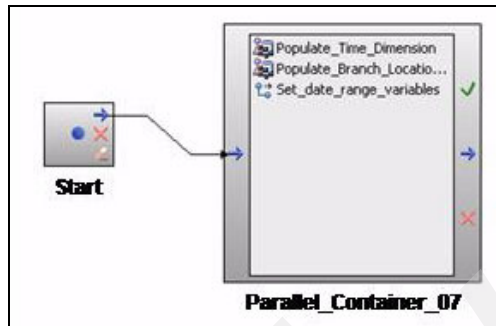 Populate_Time_Dimension
Populate_Branch_Locatio...
Set_date_range_variables
Start
Parallel_Container_07